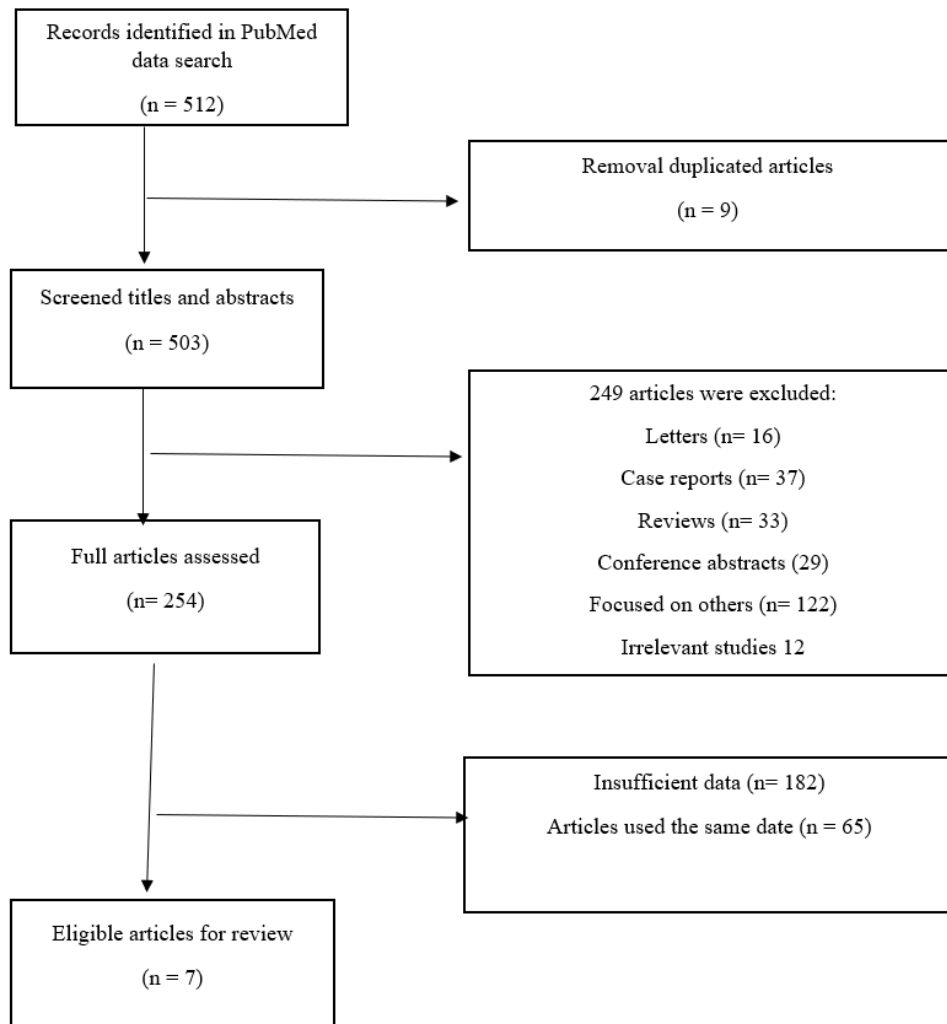 Records identified in PubMed
data search
(n = 512)
Removal duplicated articles
(n = 9)
Screened titles and abstracts
(n = 503)
249 articles were excluded:
Letters (n= 16)
Case reports (n= 37)
Reviews (n= 33)
Conference abstracts (29)
Focused on others (n= 122)
Irrelevant studies 12
Full articles assessed
(n= 254)
Insufficient data (n= 182)
Articles used the same date (n = 65)
Eligible articles for review
(n = 7)